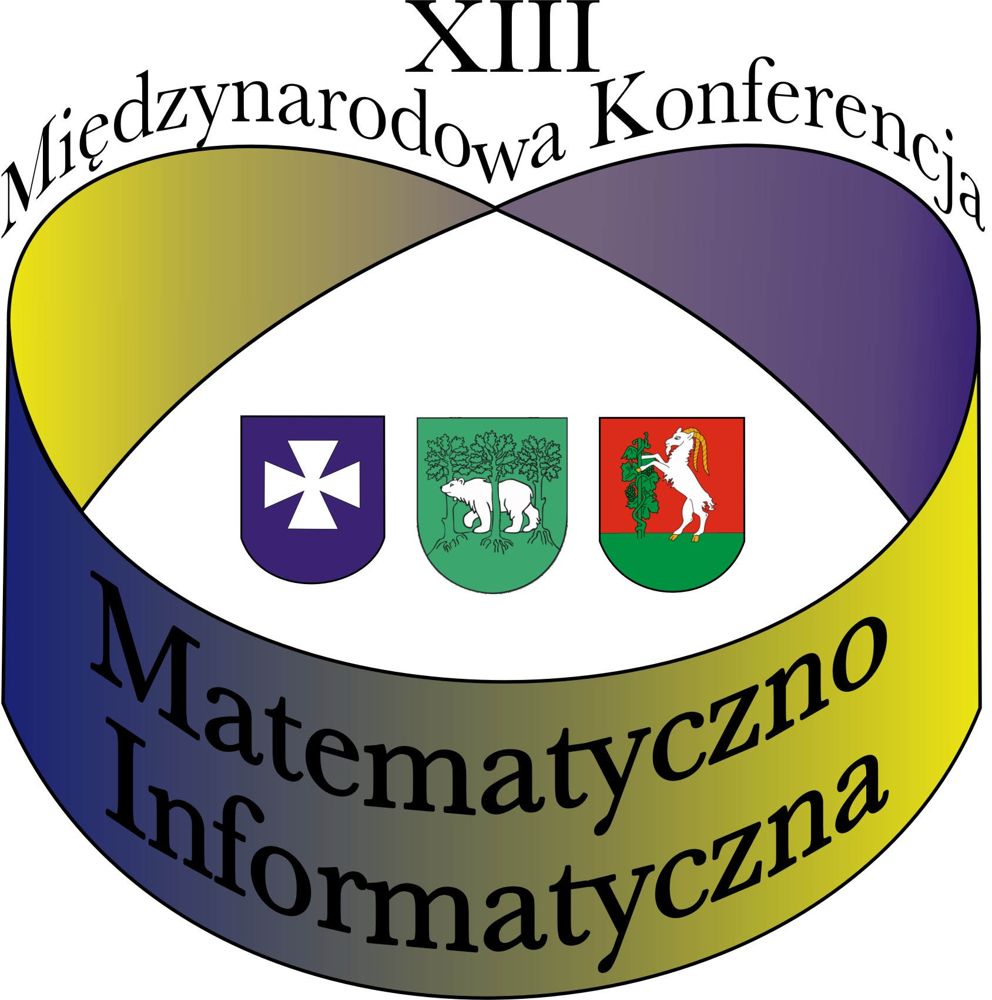 XIII
Międzynarodowa Konferencja
Matematyczno
Informatyczna